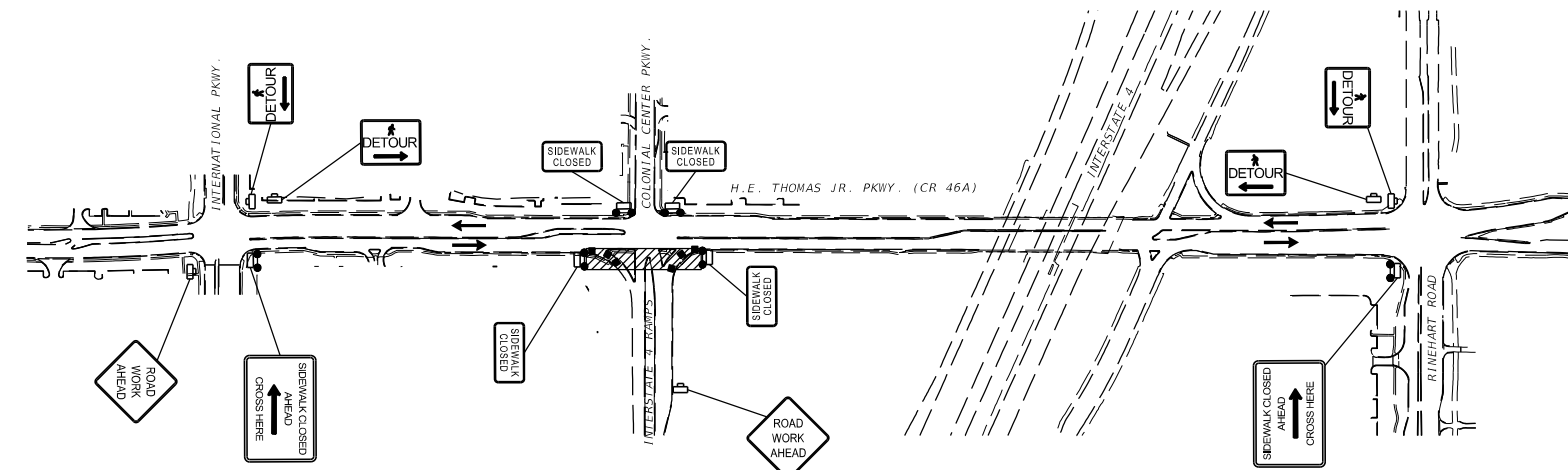 INTERNATIONAL PKWY.
DETOUR
DETOUR
SIDEWALK
CLOSED
COLONIAL CENTER PKWY.
SIDEWALK
CLOSED
H.E. THOMAS JR. PKWY. (CR 46A)
INTERSTATE 4
DETOUR
DETOUR
ROAD
WORK
AHEAD
SIDEWALK CLOSED
AHEAD
CROSS HERE
SIDEWALK
CLOSED
INTERSTATE 4 RAMPS
SIDEWALK
CLOSED
ROAD
WORK
AHEAD
SIDEWALK CLOSED
AHEAD
CROSS HERE
RINEHART ROAD